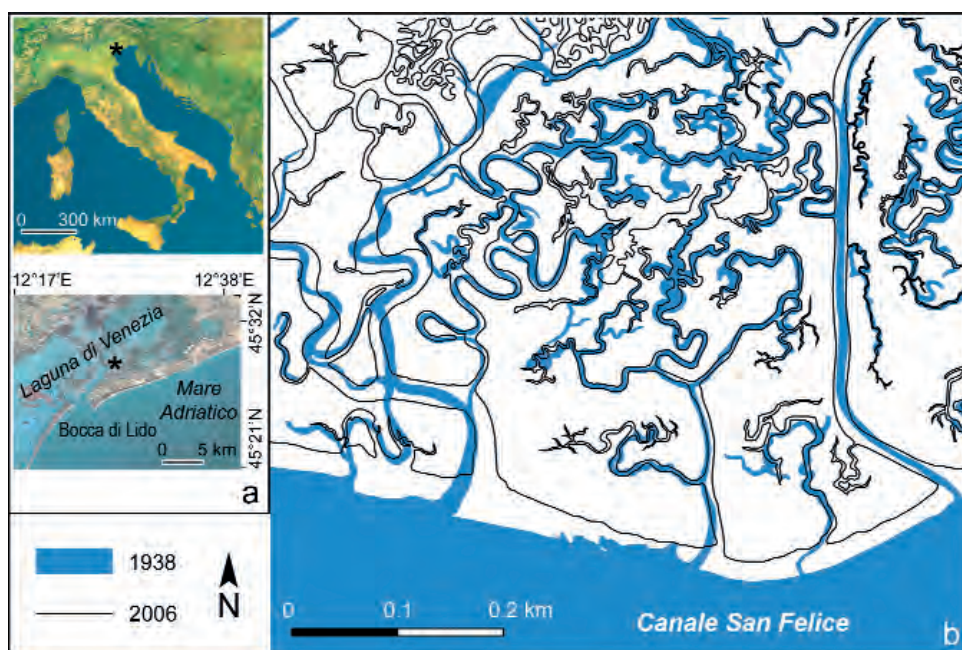 0 300 km
12°17'E 12°38'E
Laguna di Venezia
Mare
Adriatico
Bocca di Lido
0 5 km
45°32'N
45°21'N
a
1938
2006
N
0 0.1 0.2 km
Canale San Felice
b